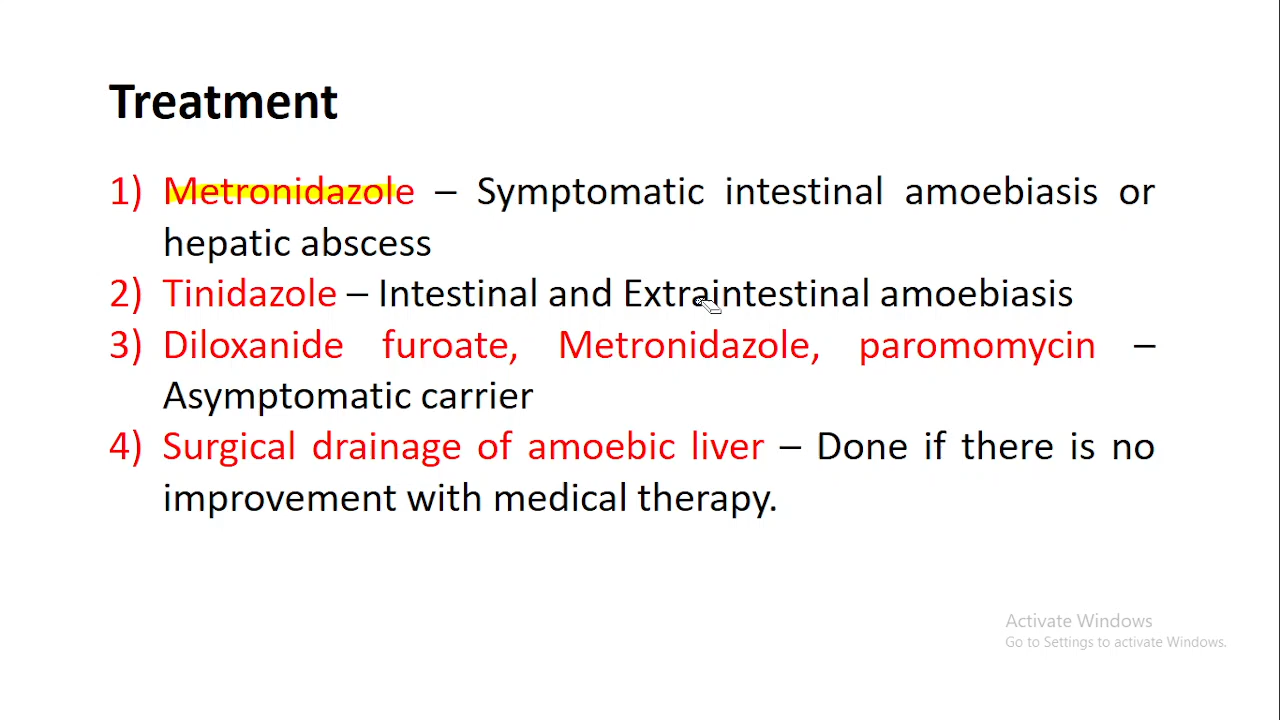 Treatment
1) Metronidazole – Symptomatic intestinal amoebiasis or
hepatic abscess
2) Tinidazole – Intestinal and Extraintestinal amoebiasis
3) Diloxanide furoate, Metronidazole, paromomycin –
Asymptomatic carrier
4) Surgical drainage of amoebic liver – Done if there is no
improvement with medical therapy.
Activate Windows
Go to Settings to activate Windows.